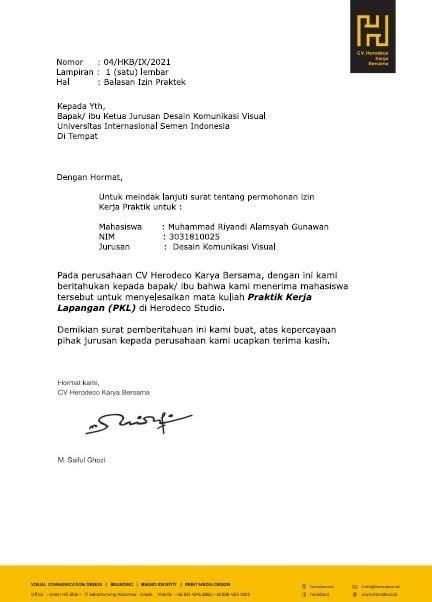 CV. Herodeco
Karya
Bersama
Nomor : 04/HKB/IX/2021
Lampiran : 1 (satu) lembar
Hal : Balasan Izin Praktek
Kepada Yth,
Bapak/ ibu Ketua Jurusan Desain Komunikasi Visual
Universitas Internasional Semen Indonesia
Di Tempat
Dengan Hormat,
Untuk meindak lanjuti surat tentang permohonan izin
Kerja Praktik untuk :
Mahasiswa : Muhammad Riyandi Alamsyah Gunawan
NIM : 3031810025
Jurusan : Desain Komunikasi Visual
Pada perusahaan CV Herodeco Karya Bersama, dengan ini kami
beritahukan kepada bapak/ ibu bahwa kami menerima mahasiswa
tersebut untuk menyelesaikan mata kuliah Praktik Kerja
Lapangan (PKL) di Herodeco Studio.
Demikian surat pemberitahuan ini kami buat, atas kepercayaan
pihak jurusan kepada perusahaan kami ucapkan terima kasih.
Hormat kami,
CV Herodeco Karya Bersama
M. Saiful Ghozi
VISUAL COMMUNICATION DESIGN | BRANDING | BRAND IDENTITY | PRINT MEDIA DESIGN
herodeco.id
hello@herodeco.id
Office : Green Hill Blok
herodeco
www.herodeco.id